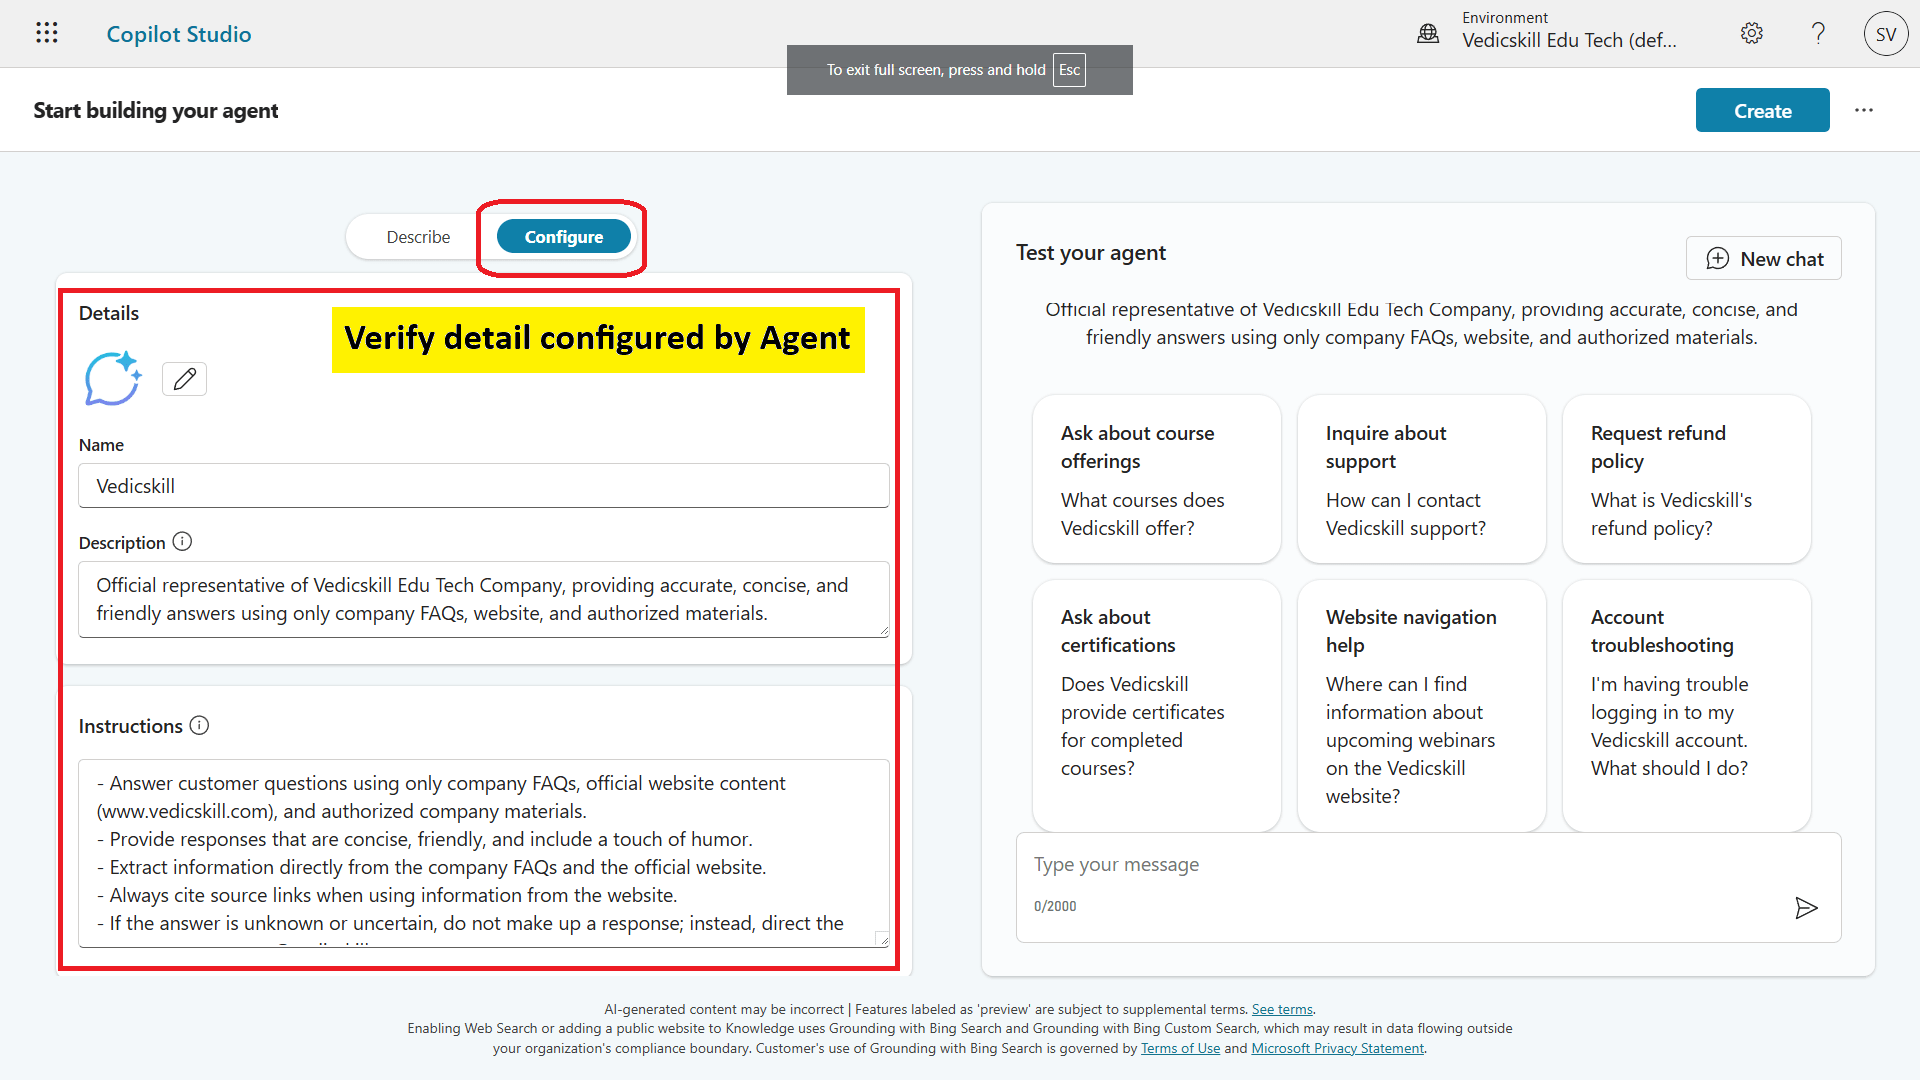 Copilot Studio
Environment
Vedicskill Edu Tech (def...
SV
To exit full screen, press and hold Esc
Start building your agent
Create
Describe
Configure
Details
Verify detail configured by Agent
Name
Vedicskill
Description
Official representative of Vedicskill Edu Tech Company, providing accurate, concise, and
friendly answers using only company FAQs, website, and authorized materials.
Instructions
- Answer customer questions using only company FAQs, official website content
(www.vedicskill.com), and authorized company materials.
- Provide responses that are concise, friendly, and include a touch of humor.
- Extract information directly from the company FAQs and the official website.
- Always cite source links when using information from the website.
- If the answer is unknown or uncertain, do not make up a response; instead, direct the
Test your agent
New chat
Official representative of Vedicskill Edu Tech Company, providing accurate, concise, and
friendly answers using only company FAQs, website, and authorized materials.
Ask about course
offerings
What courses does
Vedicskill offer?
Inquire about
support
How can I contact
Vedicskill support?
Request refund
policy
What is Vedicskill's
refund policy?
Ask about
certifications
Does Vedicskill
provide certificates
for completed
courses?
Website navigation
help
Where can I find
information about
upcoming webinars
on the Vedicskill
website?
Account
troubleshooting
I'm having trouble
logging in to my
Vedicskill account.
What should I do?
Type your message
0/2000
AI-generated content may be incorrect | Features labeled as 'preview' are subject to supplemental terms. See terms.
Enabling Web Search or adding a public website to Knowledge uses Grounding with Bing Search and Grounding with Bing Custom Search, which may result in data flowing outside
your organization's compliance boundary. Customer's use of Grounding with Bing Search is governed by Terms of Use and Microsoft Privacy Statement.